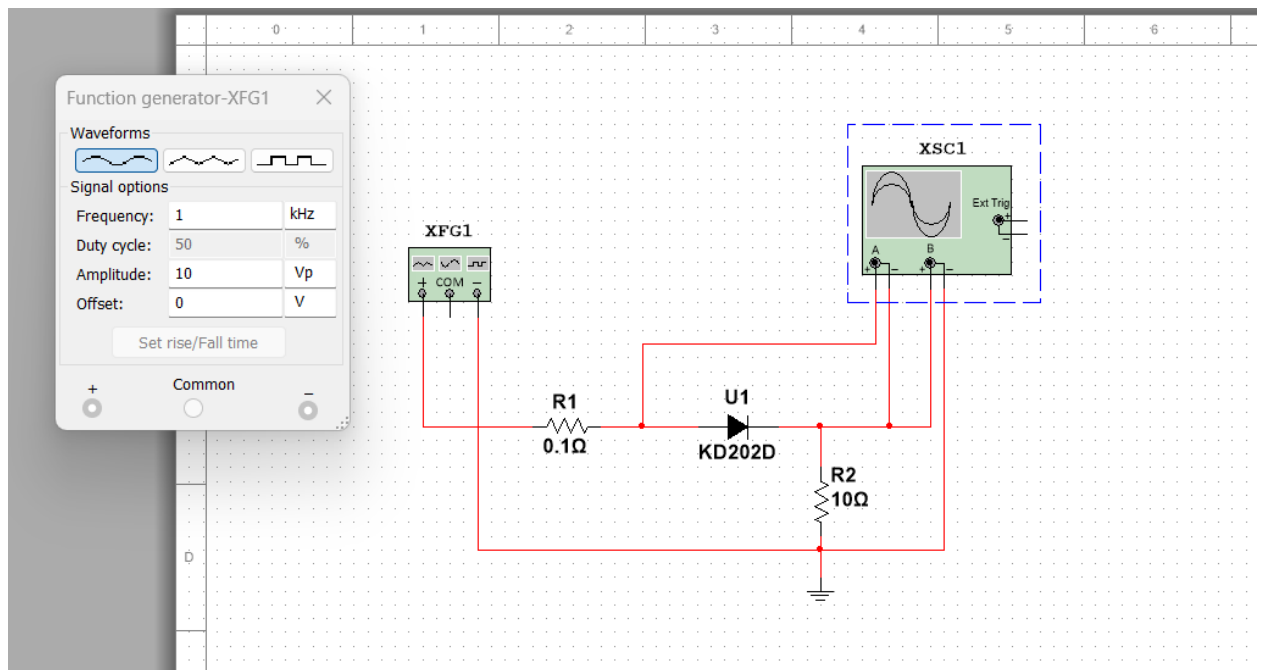 0 1 2 3 4 5 6
Function generator-XFG1
Waveforms
Signal options
Frequency: 1 kHz
Duty cycle: 50 %
Amplitude: 10 Vp
Offset: 0 V
Set rise/Fall time
+ Common –
XFG1
+ COM –
XSC1
Ext Trig
+
–
A B
+ – + –
R1
0.1Ω
U1
KD202D
R2
10Ω
D